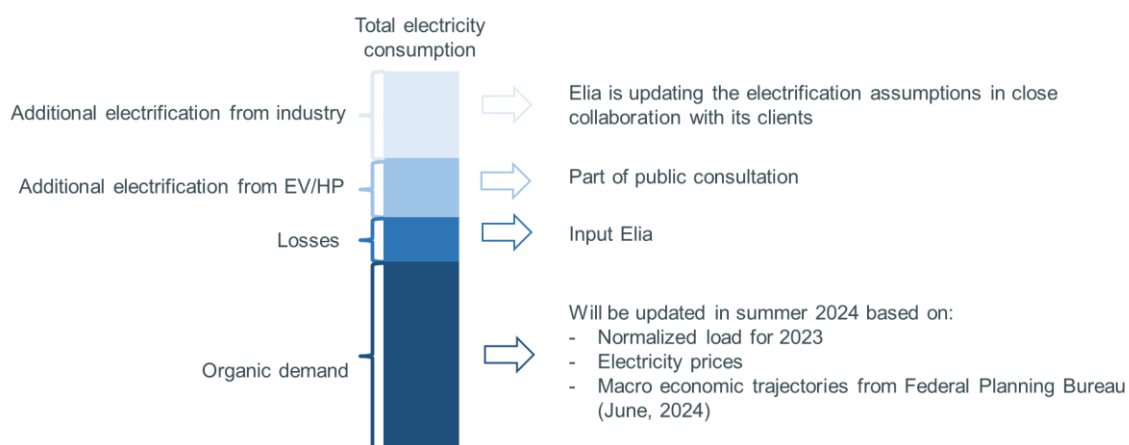 Total electricity
consumption
Additional electrification from industry
Elia is updating the electrification assumptions in close
collaboration with its clients
Additional electrification from EV/HP
Part of public consultation
Losses
Input Elia
Organic demand
Will be updated in summer 2024 based on:
- Normalized load for 2023
- Electricity prices
- Macro economic trajectories from Federal Planning Bureau
(June, 2024)